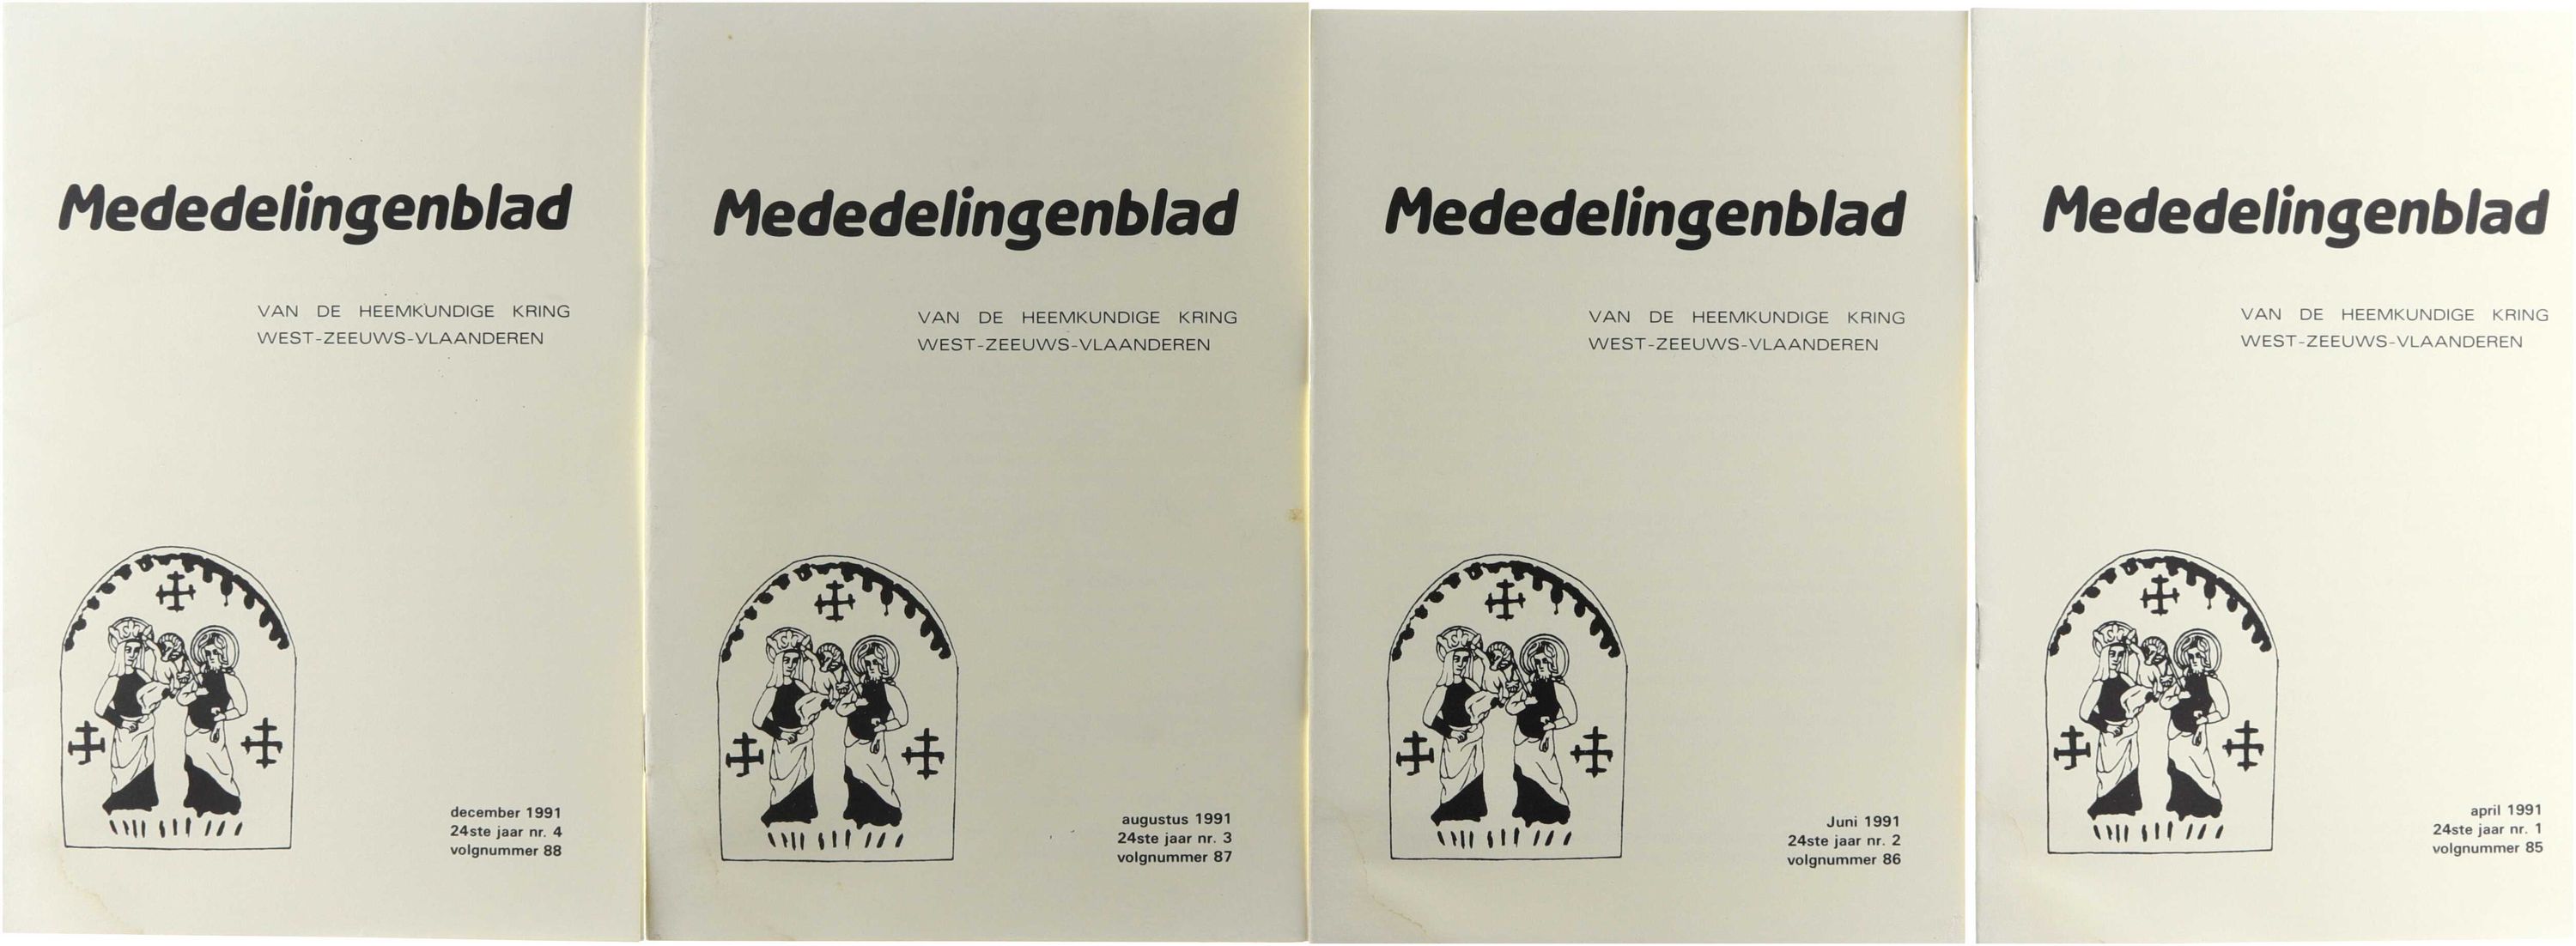 Mededelingenblad
VAN DE HEEMKUNDIGE KRING
WEST-ZEEUWS-VLAANDEREN
december 1991
24ste jaar nr. 4
volgnummer 88
Mededelingenblad
VAN DE HEEMKUNDIGE KRING
WEST-ZEEUWS-VLAANDEREN
augustus 1991
24ste jaar nr. 3
volgnummer 87
Mededelingenblad
VAN DE HEEMKUNDIGE KRING
WEST-ZEEUWS-VLAANDEREN
Juni 1991
24ste jaar nr. 2
volgnummer 86
Mededelingenblad
VAN DE HEEMKUNDIGE KRING
WEST-ZEEUWS-VLAANDEREN
april 1991
24ste jaar nr. 1
volgnummer 85